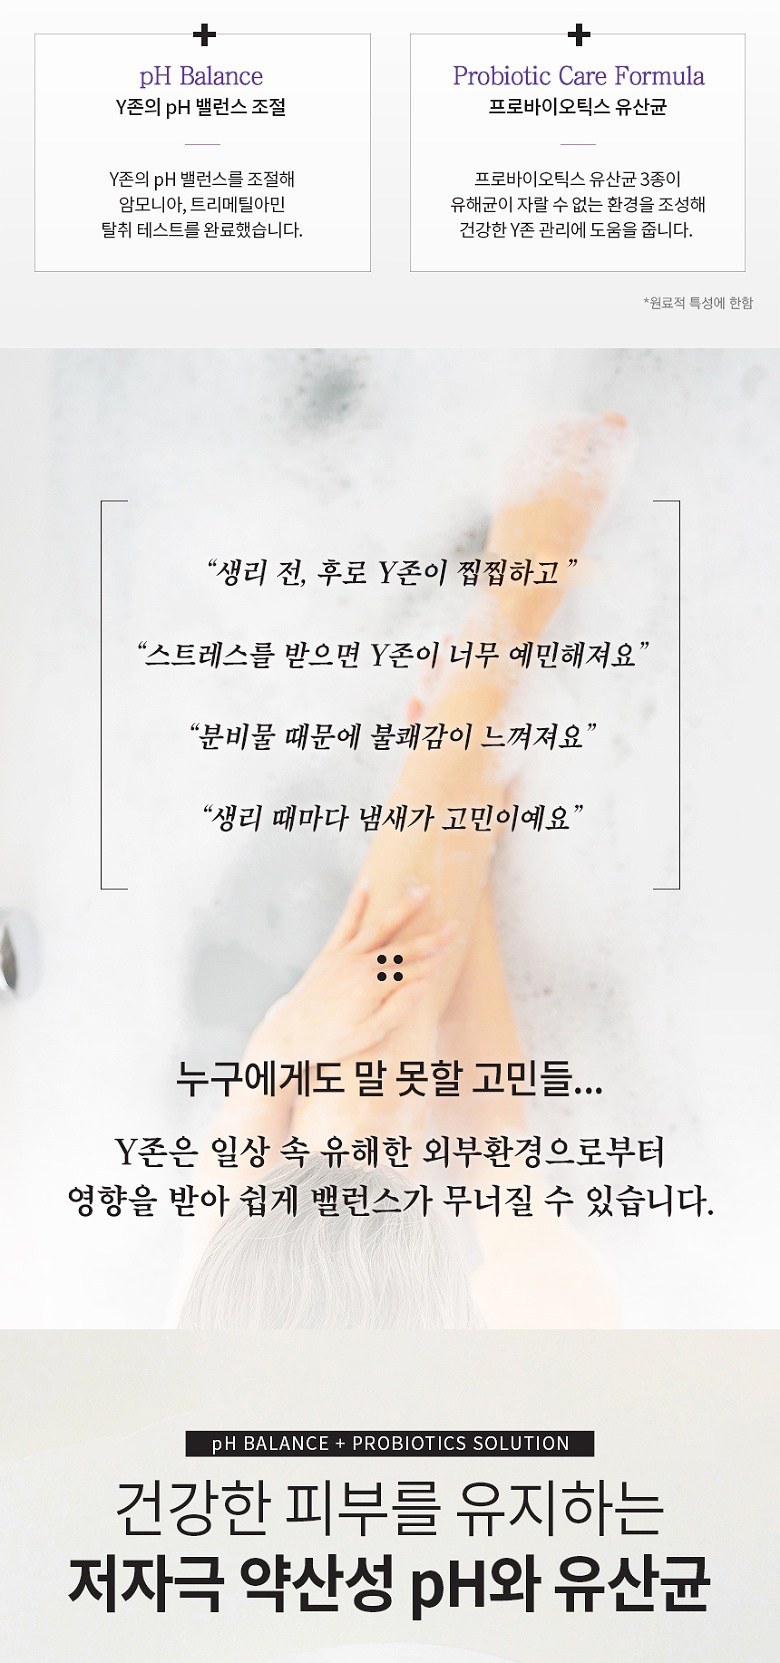 pH Balance
Y존의 pH 밸런스 조절
Y존의 pH 밸런스를 조절해
암모니아, 트리메틸아민
탈취 테스트를 완료했습니다.
Probiotic Care Formula
프로바이오틱스 유산균
프로바이오틱스 유산균 3종이
유해균이 자랄 수 없는 환경을 조성해
건강한 Y존 관리에 도움을 줍니다.
*원료적 특성에 한함
“생리 전, 후로 Y존이 찝찝하고 ”
“스트레스를 받으면 Y존이 너무 예민해져요”
“분비물 때문에 불쾌감이 느껴져요”
“생리 때마다 냄새가 고민이예요”
누구에게도 말 못할 고민들...
Y존은 일상 속 유해한 외부환경으로부터
영향을 받아 쉽게 밸런스가 무너질 수 있습니다.
pH BALANCE + PROBIOTICS SOLUTION
건강한 피부를 유지하는
저자극 약산성 pH와 유산균